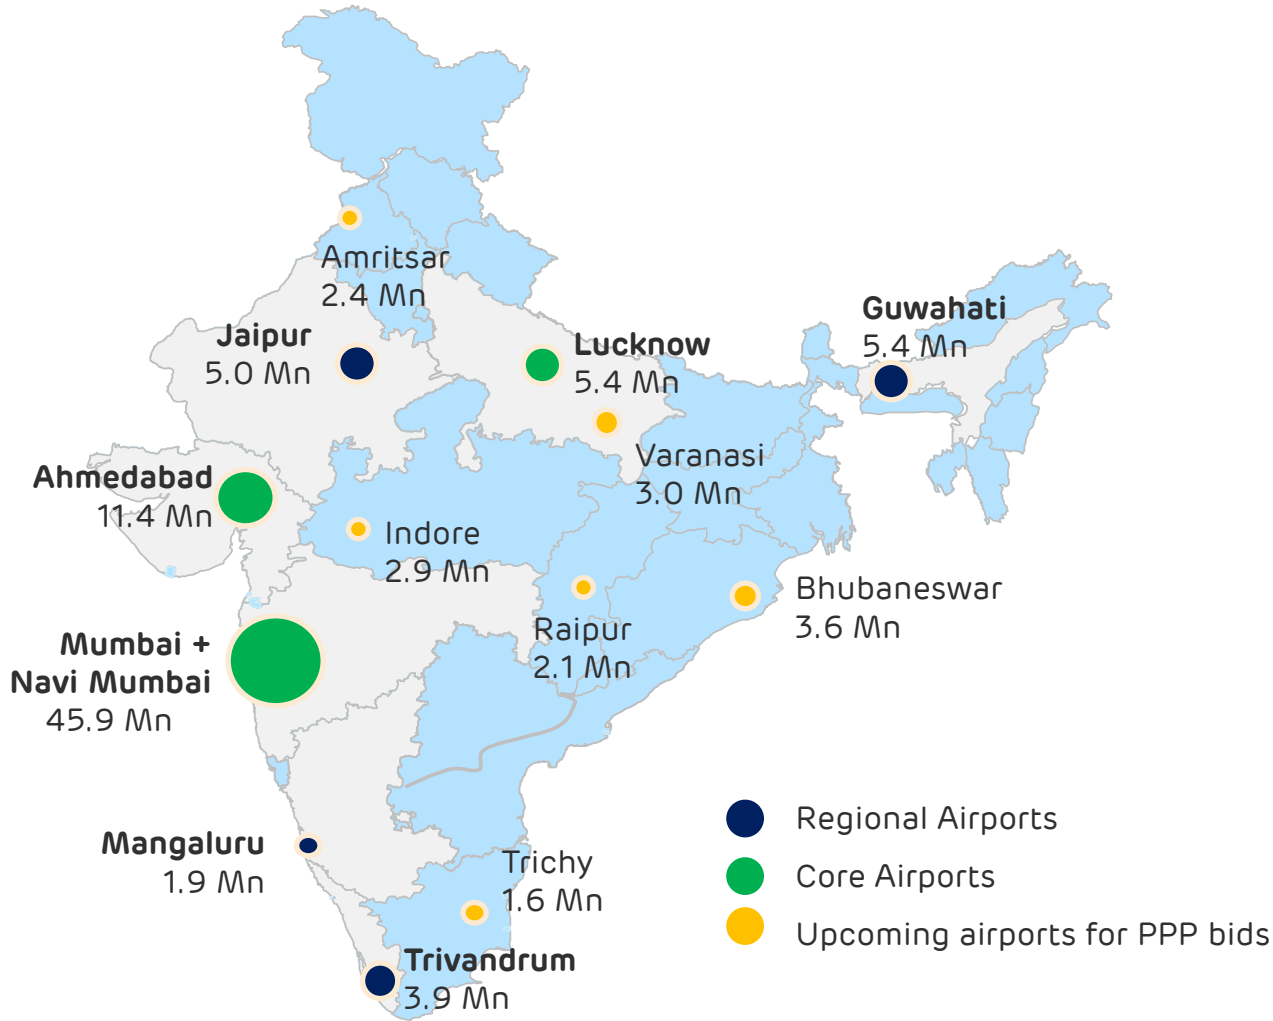 Amritsar
2.4 Mn
Jaipur
5.0 Mn
Lucknow
5.4 Mn
Guwahati
5.4 Mn
Varanasi
3.0 Mn
Ahmedabad
11.4 Mn
Indore
2.9 Mn
Raipur
2.1 Mn
Bhubaneswar
3.6 Mn
Mumbai +
Navi Mumbai
45.9 Mn
Mangaluru
1.9 Mn
Trichy
1.6 Mn
Trivandrum
3.9 Mn
Regional Airports
Core Airports
Upcoming airports for PPP bids